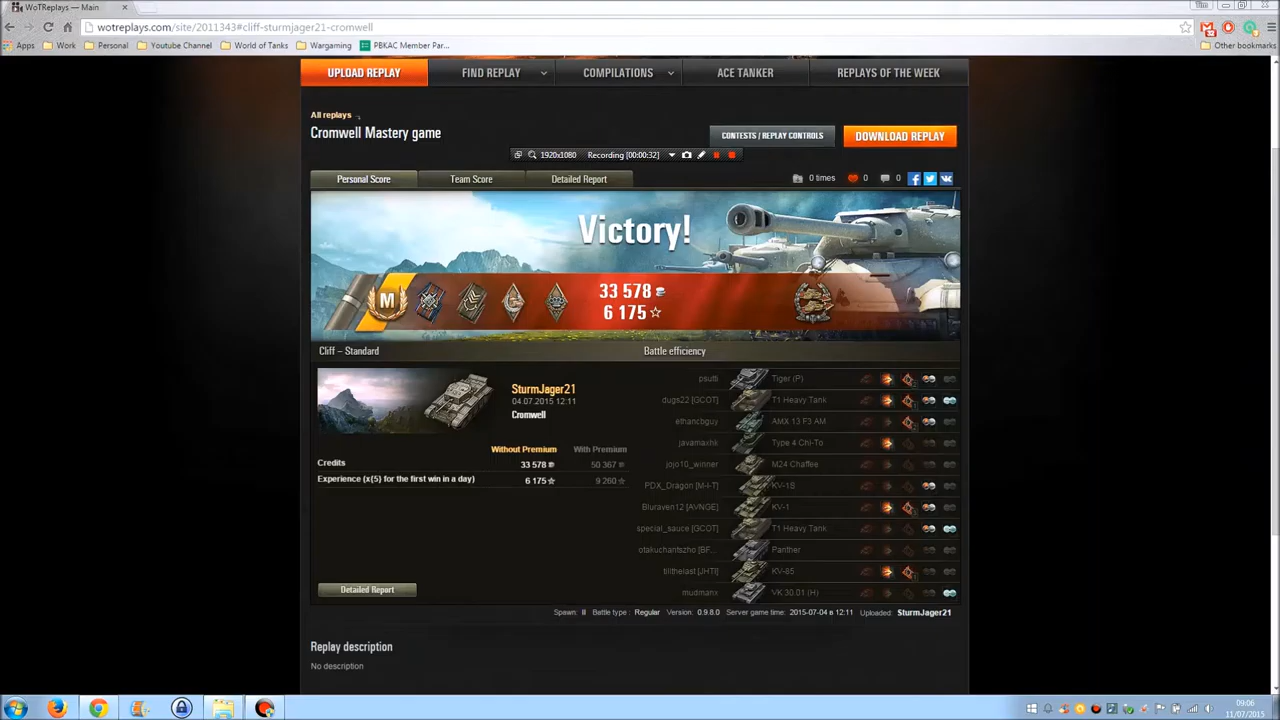 WoTReplays — Main
Tim
wotreplays.com/site/2011343#cliff-sturmjager21-cromwell
Apps
Work
Personal
Youtube Channel
World of Tanks
Wargaming
PBKAC Member Par...
Other bookmarks
UPLOAD REPLAY
FIND REPLAY
COMPILATIONS
ACE TANKER
REPLAYS OF THE WEEK
All replays
Cromwell Mastery game
CONTESTS / REPLAY CONTROLS
DOWNLOAD REPLAY
1920x1080
Recording [00:00:32]
Personal Score
Team Score
Detailed Report
0 times
0
0
Victory!
M
33 578
6 175
Cliff – Standard
Battle efficiency
SturmJager21
04.07.2015 12:11
Cromwell
Without Premium
With Premium
Credits
33 578
50 367
Experience (x{5} for the first win in a day)
6 175
9 260
psutti
Tiger (P)
dugs22 [GCOT]
T1 Heavy Tank
ethancbguy
AMX 13 F3 AM
javamaxhk
Type 4 Chi-To
jojo10_winner
M24 Chaffee
PDX_Dragon [M-I-T]
KV-1S
Bluraven12 [AVNGE]
KV-1
special_sauce [GCOT]
T1 Heavy Tank
otakuchantszho [BF...
Panther
tillthelast [JHTI]
KV-85
mudmanx
VK 30.01 (H)
Detailed Report
Spawn: II Battle type: Regular Version: 0.9.8.0 Server game time: 2015-07-04 в 12:11 Uploaded: SturmJager21
Replay description
No description
09:06
11/07/2015